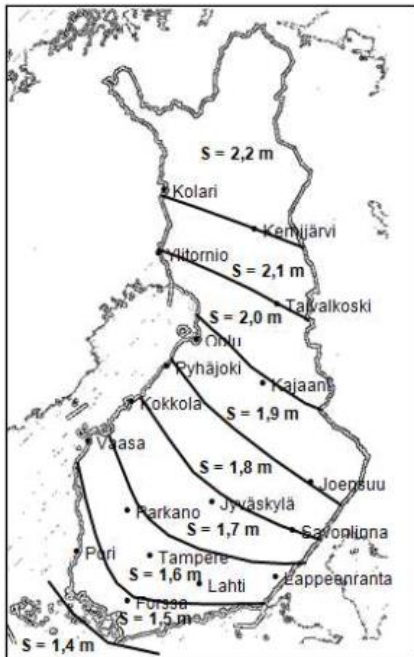 S = 2,2 m
Kolari
Kemijärvi
Ylitornio
S = 2,1 m
Taivalkoski
S = 2,0 m
Oulu
Pyhäjoki
Kajaani
Kokkola
S = 1,9 m
Vaasa
S = 1,8 m
Joensuu
Jyväskylä
Parkano
S = 1,7 m
Savonlinna
Pori
Tampere
S = 1,6 m
Lahti
Lappeenranta
Forssa
S = 1,5 m
S = 1,4 m